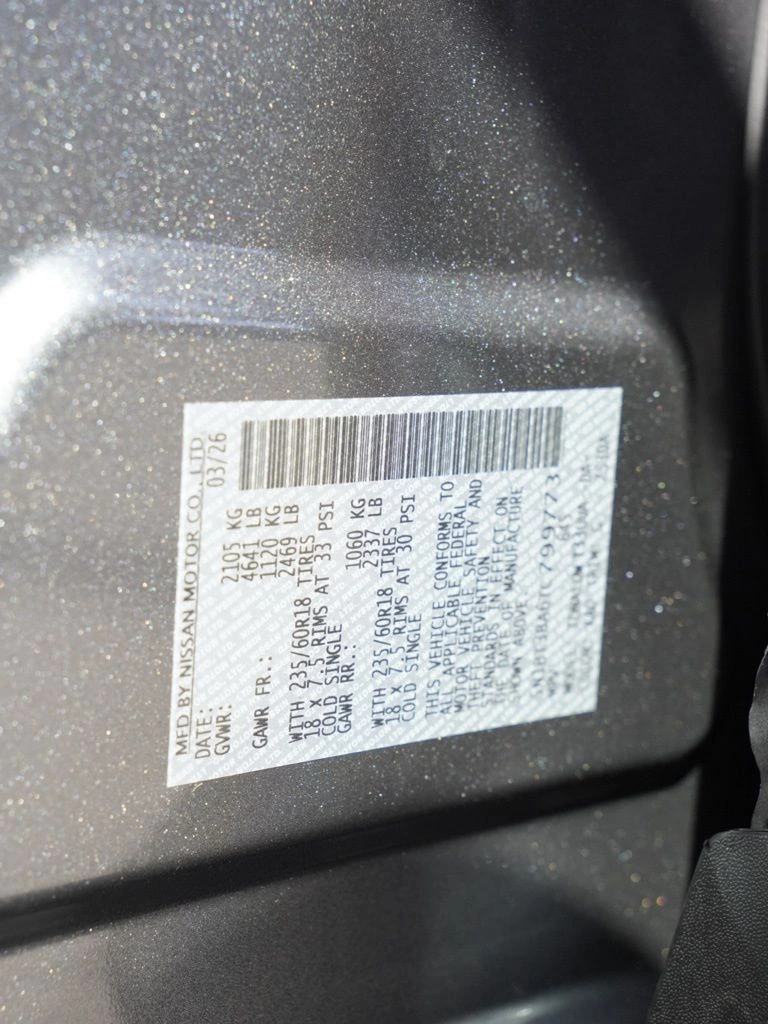 MFD BY NISSAN MOTOR CO., LTD
DATE: 03/26
GVWR: 2105 KG
4641 LB
GAWR FR.: 1120 KG
2469 LB
WITH 235/60R18 TIRES
18 X 7.5 RIMS AT 33 PSI
COLD SINGLE
GAWR RR.: 1060 KG
2337 LB
WITH 235/60R18 TIRES
18 X 7.5 RIMS AT 30 PSI
COLD SINGLE
THIS VEHICLE CONFORMS TO
ALL APPLICABLE FEDERAL
MOTOR VEHICLE SAFETY AND
THEFT PREVENTION
STANDARDS IN EFFECT ON
THE DATE OF MANUFACTURE
SHOWN ABOVE.